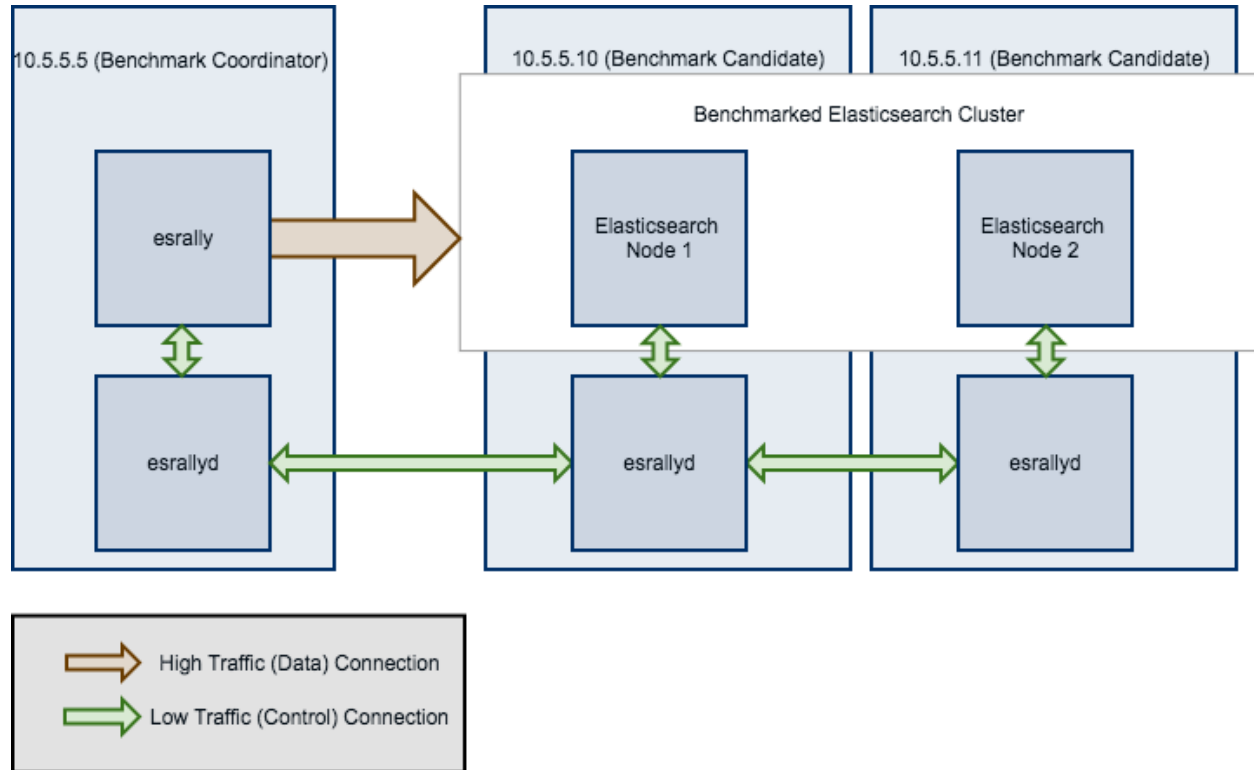 10.5.5.5 (Benchmark Coordinator)
10.5.5.10 (Benchmark Candidate)
10.5.5.11 (Benchmark Candidate)
Benchmarked Elasticsearch Cluster
esrally
Elasticsearch
Node 1
Elasticsearch
Node 2
esrallyd
esrallyd
esrallyd
High Traffic (Data) Connection
Low Traffic (Control) Connection